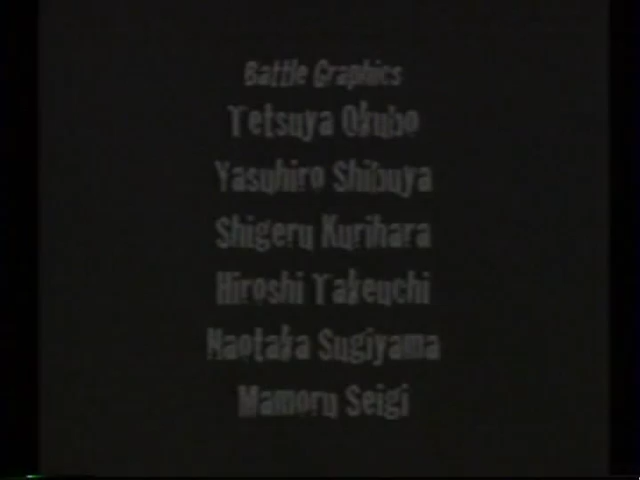 Battle Graphics
Tetsuya Okubo
Yasuhiro Shibuya
Shigeru Kurihara
Hiroshi Takeuchi
Naotaka Sugiyama
Mamoru Seigi